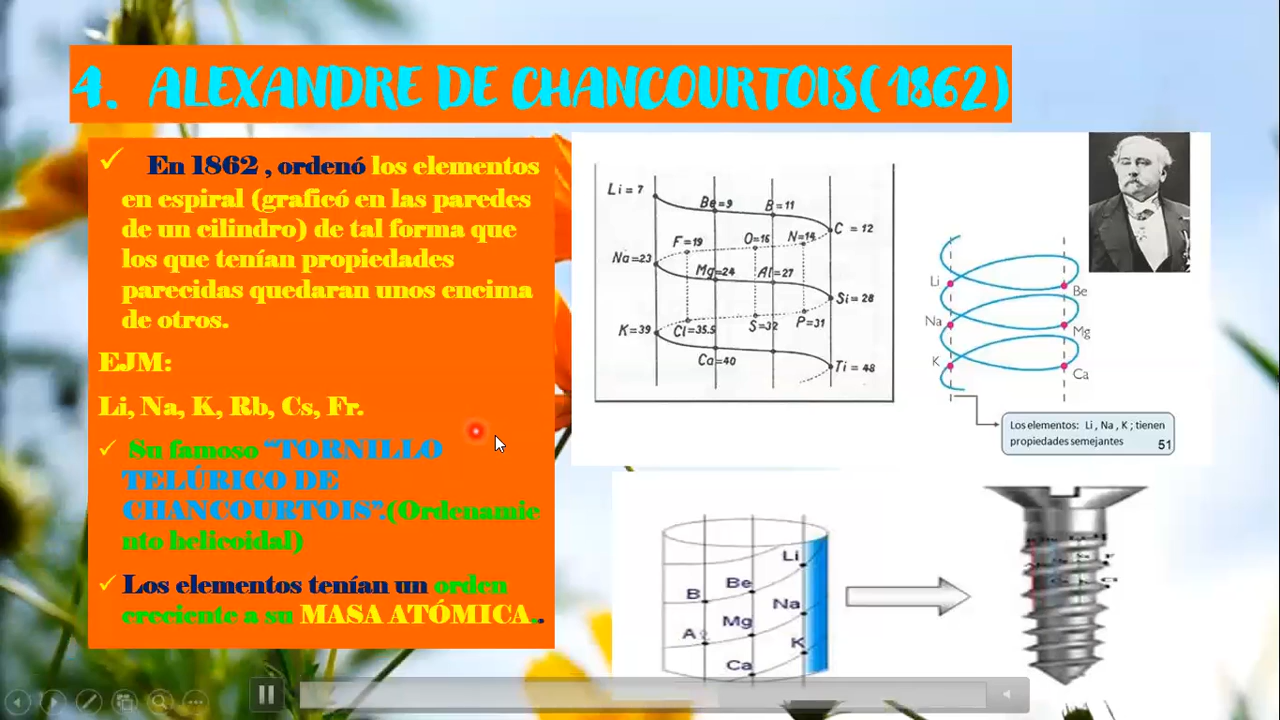 4. ALEXANDRE DE CHANCOURTOIS(1862)
En 1862 , ordenó los elementos
en espiral (graficó en las paredes
de un cilindro) de tal forma que
los que tenían propiedades
parecidas quedaran unos encima
de otros.
EJM:
Li, Na, K, Rb, Cs, Fr.
Su famoso “TORNILLO
TELÚRICO DE
CHANCOURTOIS”.(Ordenamie
nto helicoidal)
Los elementos tenían un orden
creciente a su MASA ATÓMICA..
Li = 7
Be=9
B=11
C = 12
F=19
O=16
N=14
Na=23
Mg=24
Al=27
Si = 28
K=39
Cl=35.5
S=32
P=31
Ca=40
Ti = 48
Li
Be
Na
Mg
K
Ca
Los elementos: Li , Na , K ; tienen
propiedades semejantes
51
Li
Be
B
Na
Mg
K
Ca